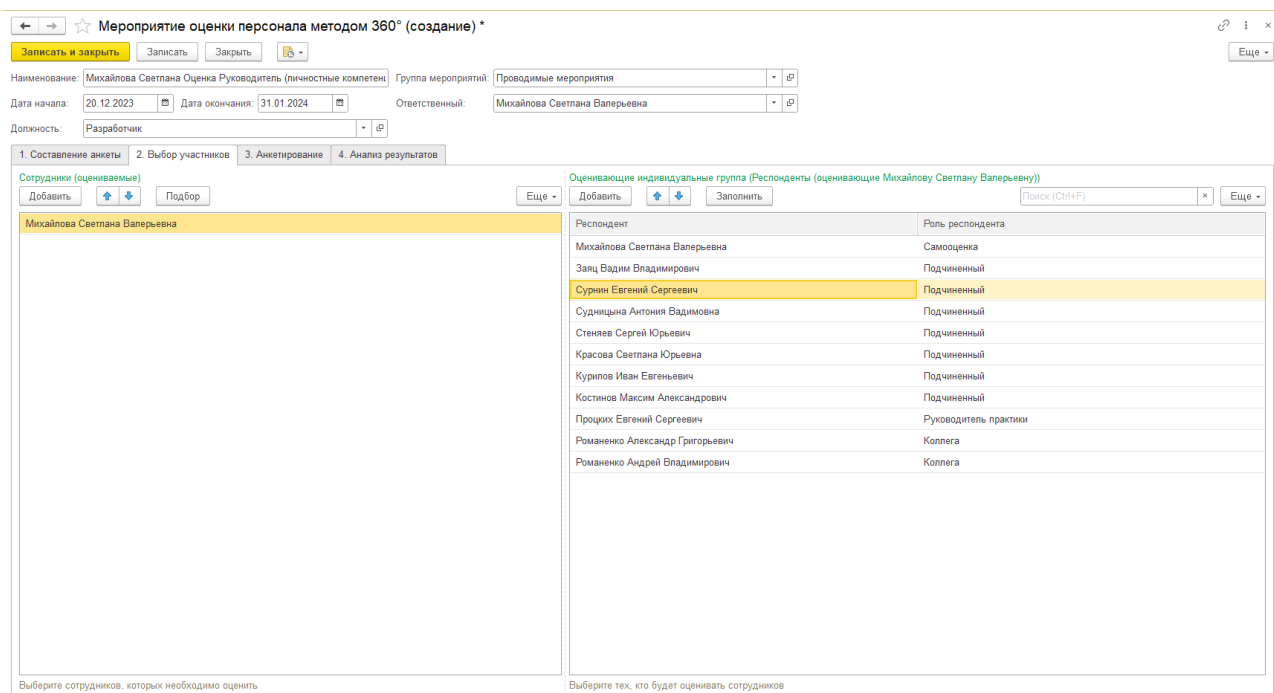 Мероприятие оценки персонала методом 360° (создание) *
Записать и закрыть Записать Закрыть Еще
Наименование: Михайлова Светлана Оценка Руководитель (личностные компетен Группа мероприятий: Проводимые мероприятия
Дата начала: 20.12.2023 Дата окончания: 31.01.2024 Ответственный: Михайлова Светлана Валерьевна
Должность: Разработчик
1. Составление анкеты 2. Выбор участников 3. Анкетирование 4. Анализ результатов
Сотрудники (оцениваемые) Оценивающие индивидуальные группа (Респонденты (оценивающие Михайлову Светлану Валерьевну))
Добавить Подбор Еще Добавить Заполнить Поиск (Ctrl+F) × Еще
Михайлова Светлана Валерьевна Респондент Роль респондента
Михайлова Светлана Валерьевна Самооценка
Заяц Вадим Владимирович Подчиненный
Сурнин Евгений Сергеевич Подчиненный
Судницына Антония Вадимовна Подчиненный
Стеняев Сергей Юрьевич Подчиненный
Красова Светлана Юрьевна Подчиненный
Курилов Иван Евгеньевич Подчиненный
Костинов Максим Александрович Подчиненный
Процких Евгений Сергеевич Руководитель практики
Романенко Александр Григорьевич Коллега
Романенко Андрей Владимирович Коллега
Выберите сотрудников, которых необходимо оценить Выберите тех, кто будет оценивать сотрудников